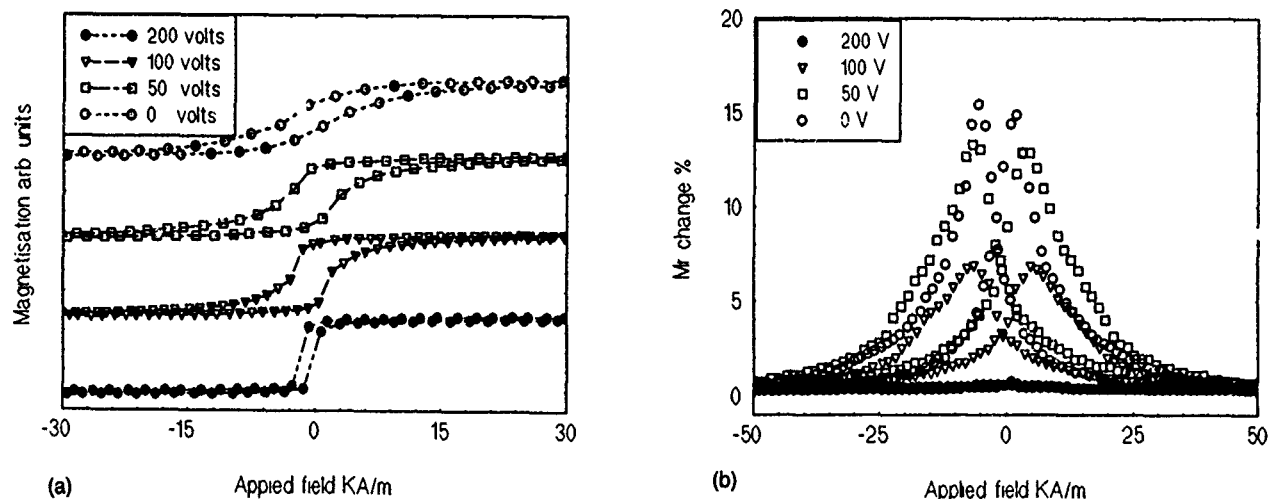 200 volts
100 volts
50 volts
0 volts
Magnetisation arb units
-30
-15
0
15
30
(a)
Applied field KA/m
20
15
10
5
0
200 V
100 V
50 V
0 V
Mr change %
-50
-25
0
25
50
(b)
Applied field KA/m